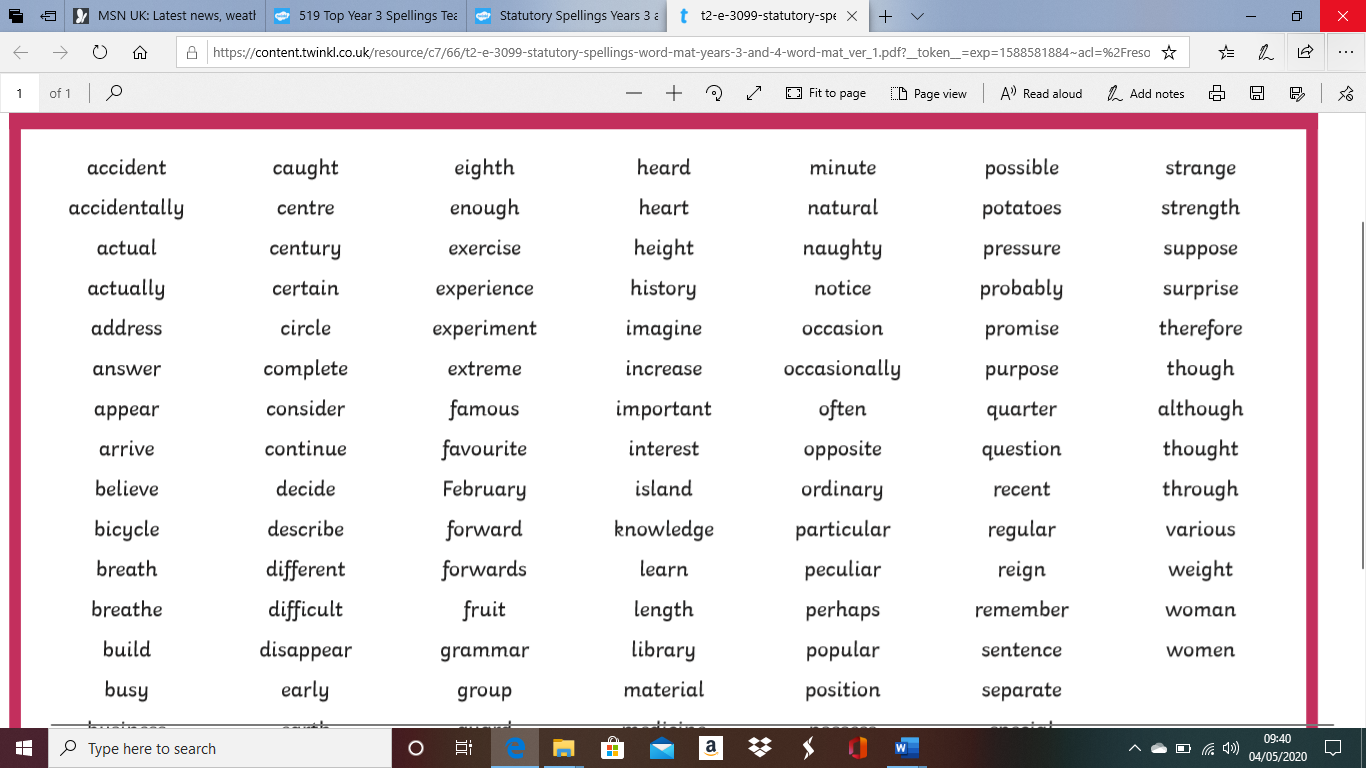 MSN UK: Latest news, weath
519 Top Year 3 Spellings Tea
Statutory Spellings Years 3 a
t2-e-3099-statutory-spe
https://content.twinkl.co.uk/resource/c7/66/t2-e-3099-statutory-spellings-word-mat-years-3-and-4-word-mat_ver_1.pdf?__token__=exp=1588581884~acl=%2Freso
1 of 1 Fit to page Page view Read aloud Add notes
accident caught eighth heard minute possible strange
accidentally centre enough heart natural potatoes strength
actual century exercise height naughty pressure suppose
actually certain experience history notice probably surprise
address circle experiment imagine occasion promise therefore
answer complete extreme increase occasionally purpose though
appear consider famous important often quarter although
arrive continue favourite interest opposite question thought
believe decide February island ordinary recent through
bicycle describe forward knowledge particular regular various
breath different forwards learn peculiar reign weight
breathe difficult fruit length perhaps remember woman
build disappear grammar library popular sentence women
busy early group material position separate
business earth guard medicine possess special
Type here to search
09:40
04/05/2020